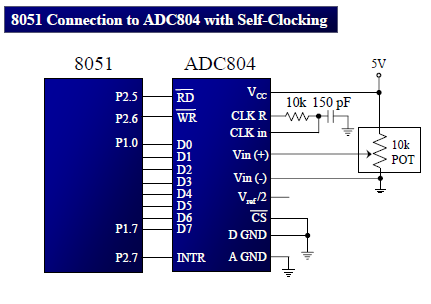 8051 Connection to ADC804 with Self-Clocking
8051 ADC804 5V
P2.5 RD Vcc
P2.6 WR CLK R 10k 150 pF
CLK in
P1.0 D0
D1 Vin (+) 10k
D2 POT
D3 Vin (-)
D4
D5 Vref/2
D6 CS
P1.7 D7
D GND
P2.7 INTR A GND